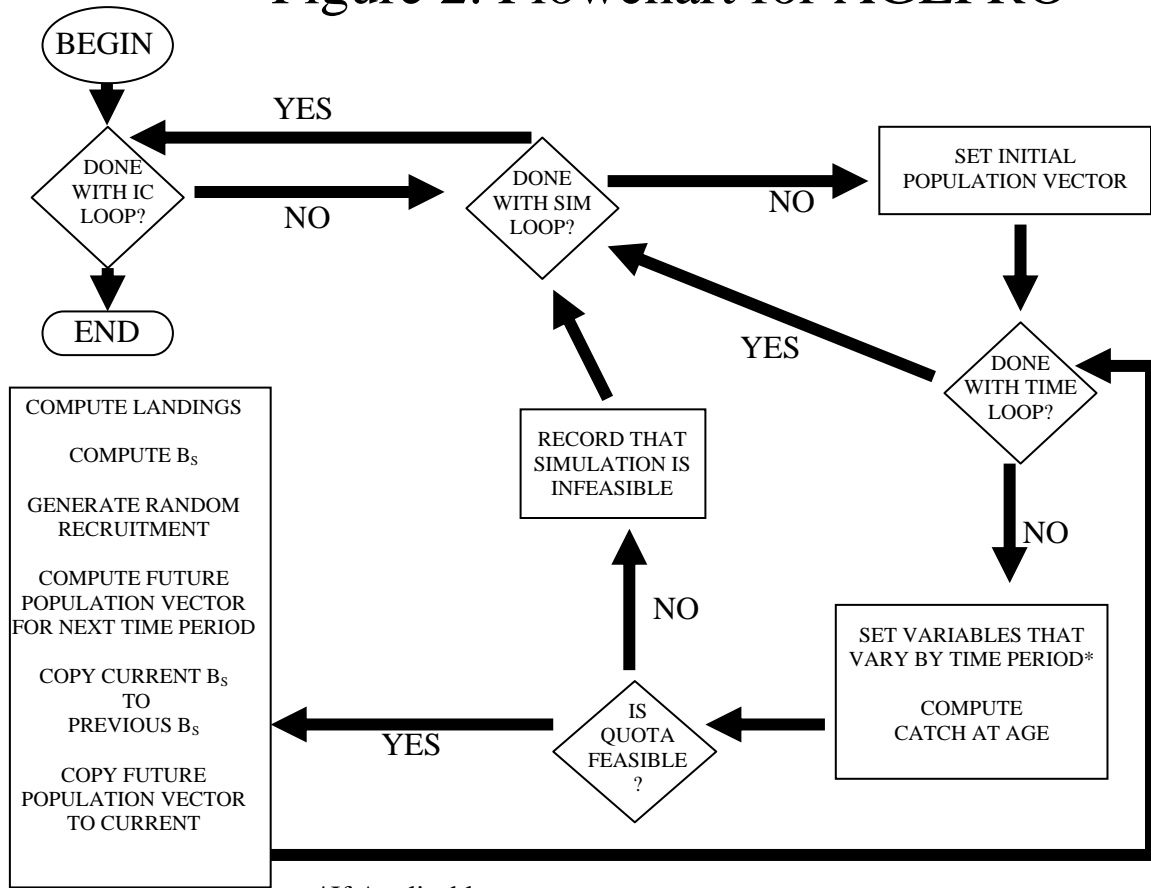 Figure 2. Flowchart for AGEPRO
BEGIN
YES
DONE
WITH IC
LOOP?
NO
DONE
WITH SIM
LOOP?
NO
SET INITIAL
POPULATION VECTOR
END
YES
DONE
WITH TIME
LOOP?
COMPUTE LANDINGS
COMPUTE BS
GENERATE RANDOM
RECRUITMENT
COMPUTE FUTURE
POPULATION VECTOR
FOR NEXT TIME PERIOD
COPY CURRENT BS
TO
PREVIOUS BS
COPY FUTURE
POPULATION VECTOR
TO CURRENT
RECORD THAT
SIMULATION IS
INFEASIBLE
NO
NO
SET VARIABLES THAT
VARY BY TIME PERIOD*
COMPUTE
CATCH AT AGE
IS
QUOTA
FEASIBLE
?
YES
*If Applicable